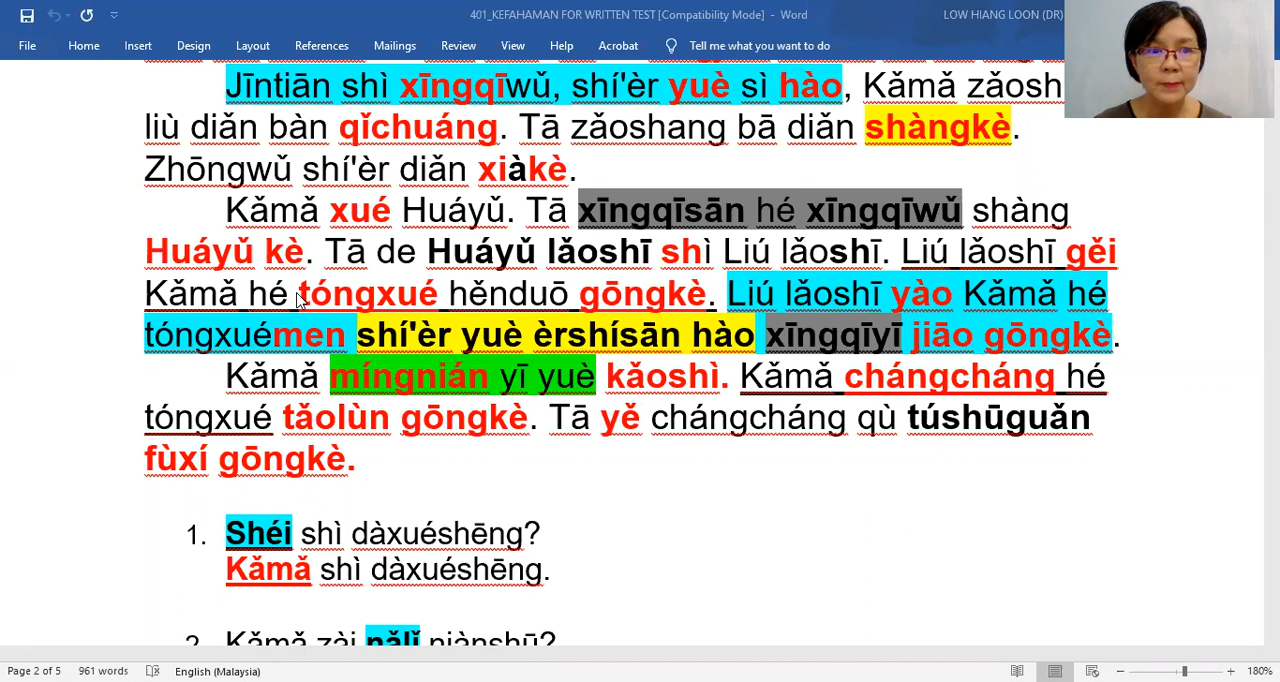 401_KEFAHAMAN FOR WRITTEN TEST [Compatibility Mode] - Word
LOW HIANG LOON (DR)
File Home Insert Design Layout References Mailings Review View Help Acrobat Tell me what you want to do
Jīntiān shì xīngqīwǔ, shí'èr yuè sì hào, Kǎmǎ zǎosh
liù diǎn bàn qǐchuáng. Tā zǎoshang bā diǎn shàngkè.
Zhōngwǔ shí'èr diǎn xiàkè.
Kǎmǎ xué Huáyǔ. Tā xīngqīsān hé xīngqīwǔ shàng
Huáyǔ kè. Tā de Huáyǔ lǎoshī shì Liú lǎoshī. Liú lǎoshī gěi
Kǎmǎ hé tóngxué hěnduō gōngkè. Liú lǎoshī yào Kǎmǎ hé
tóngxuémen shí'èr yuè èrshísān hào xīngqīyī jiāo gōngkè.
Kǎmǎ míngnián yī yuè kǎoshì. Kǎmǎ chángcháng hé
tóngxué tǎolùn gōngkè. Tā yě chángcháng qù túshūguǎn
fùxí gōngkè.
1. Shéi shì dàxuéshēng?
Kǎmǎ shì dàxuéshēng.
2. Kǎmǎ zài nǎlǐ niànshū?
Page 2 of 5 961 words English (Malaysia) 180%